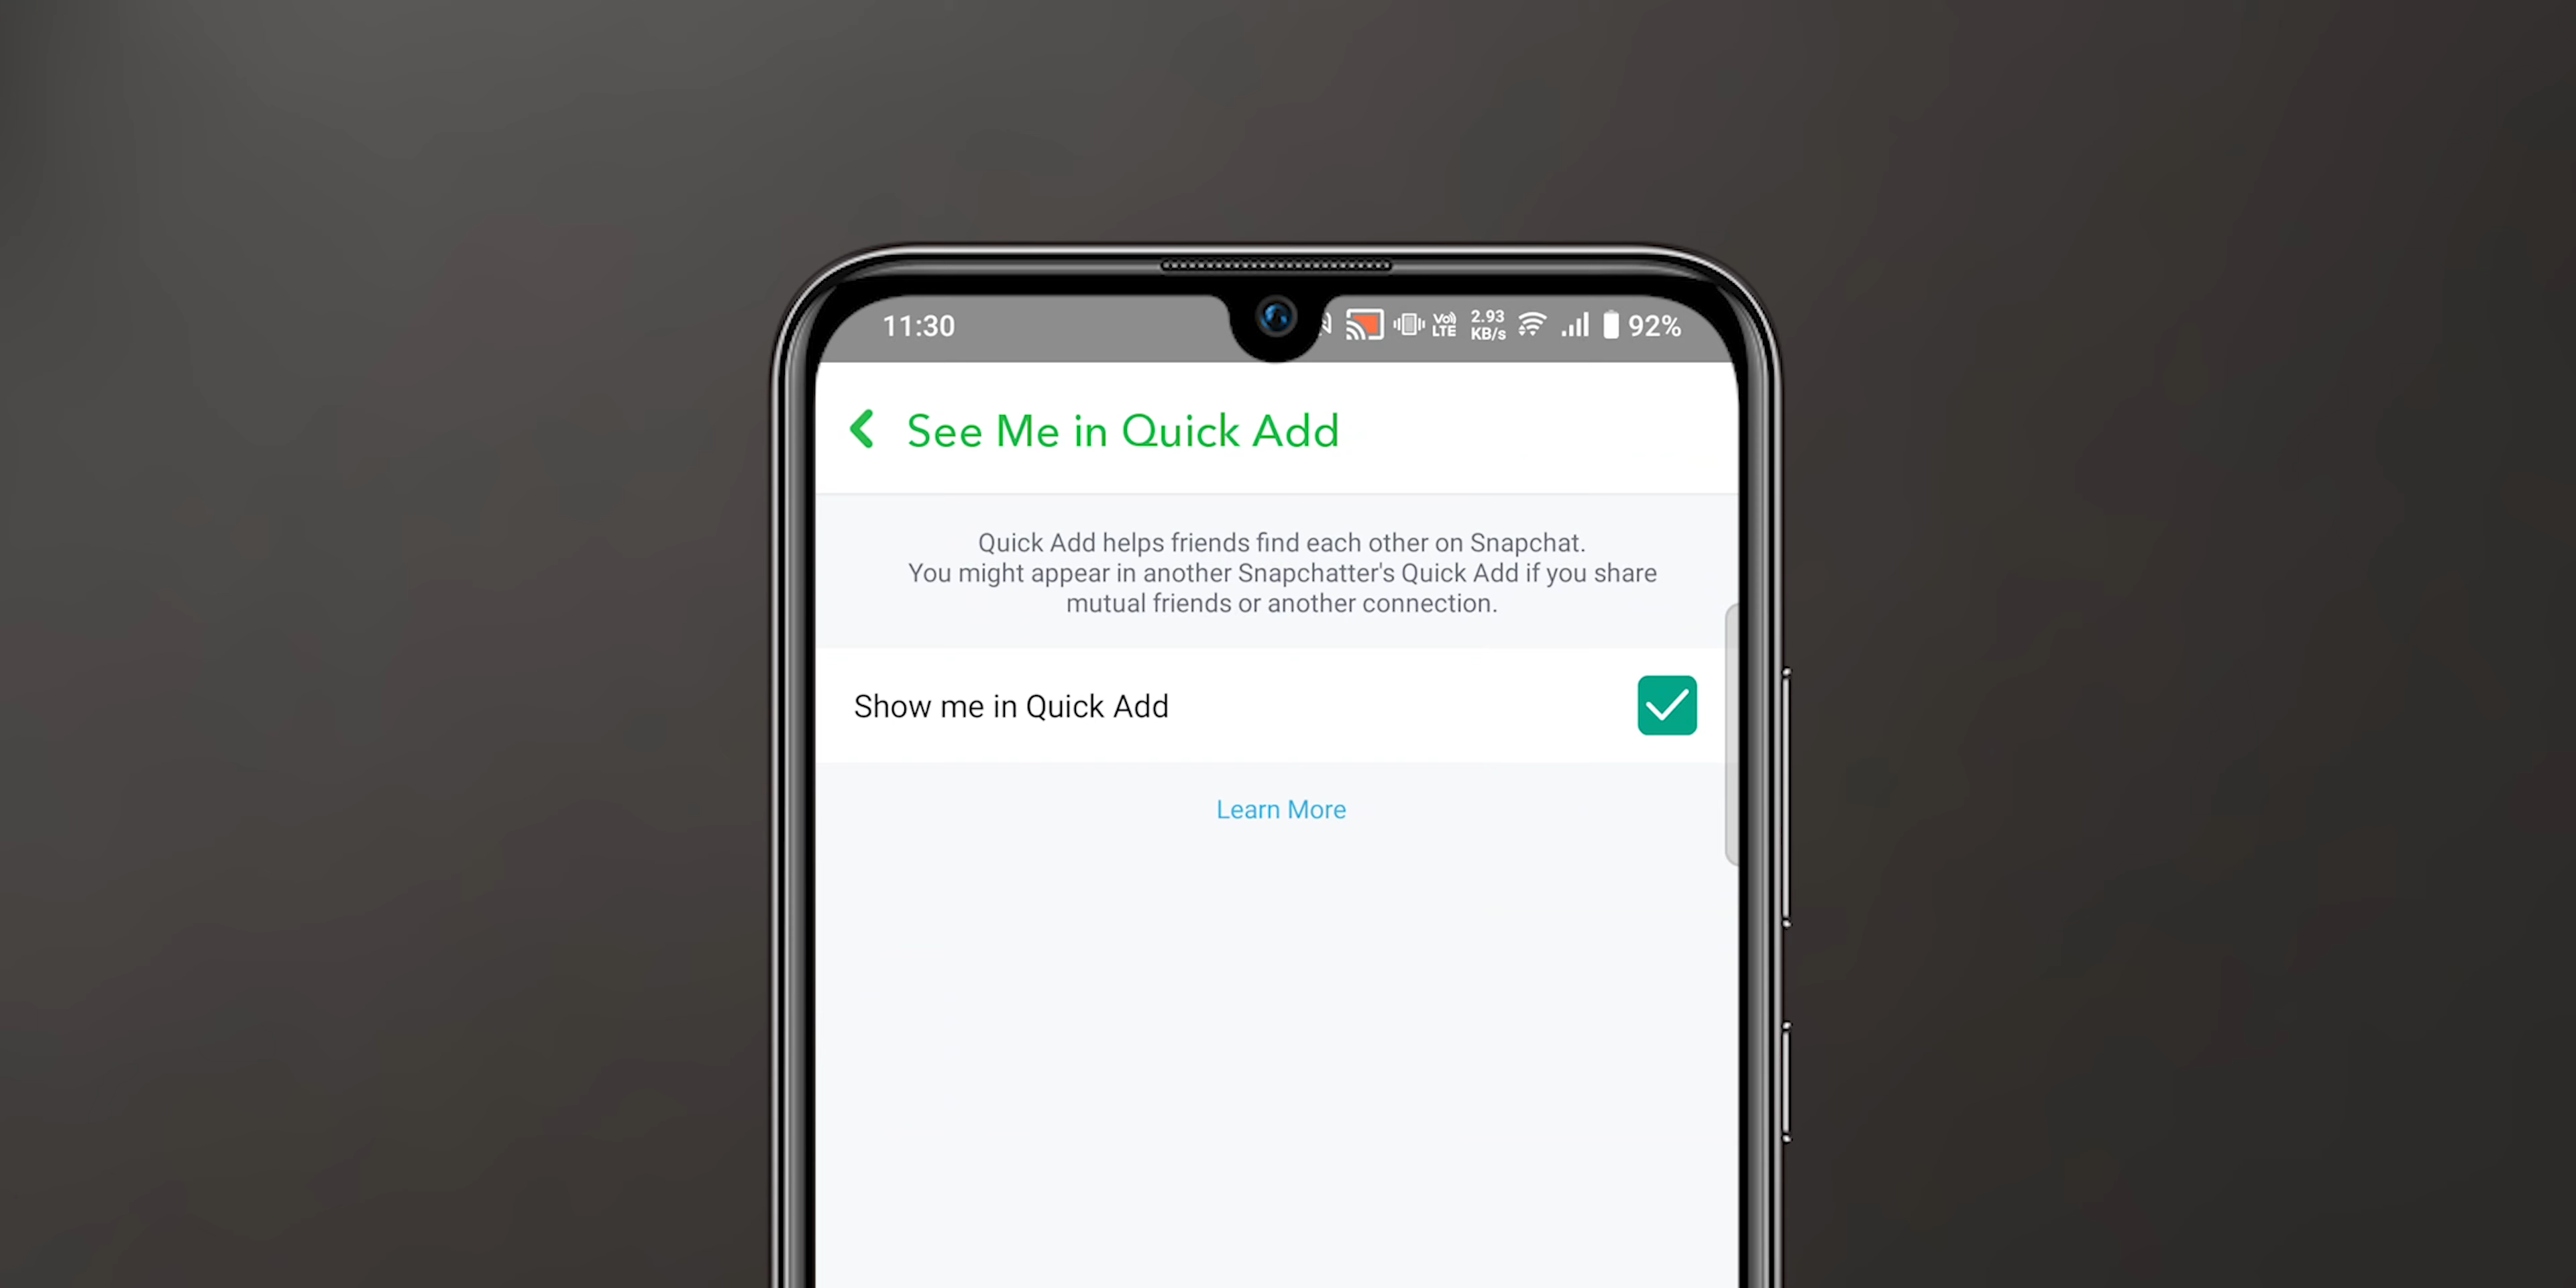 11:30 Vo) LTE 2.93 KB/s 92%
See Me in Quick Add
Quick Add helps friends find each other on Snapchat.
You might appear in another Snapchatter's Quick Add if you share
mutual friends or another connection.
Show me in Quick Add
Learn More